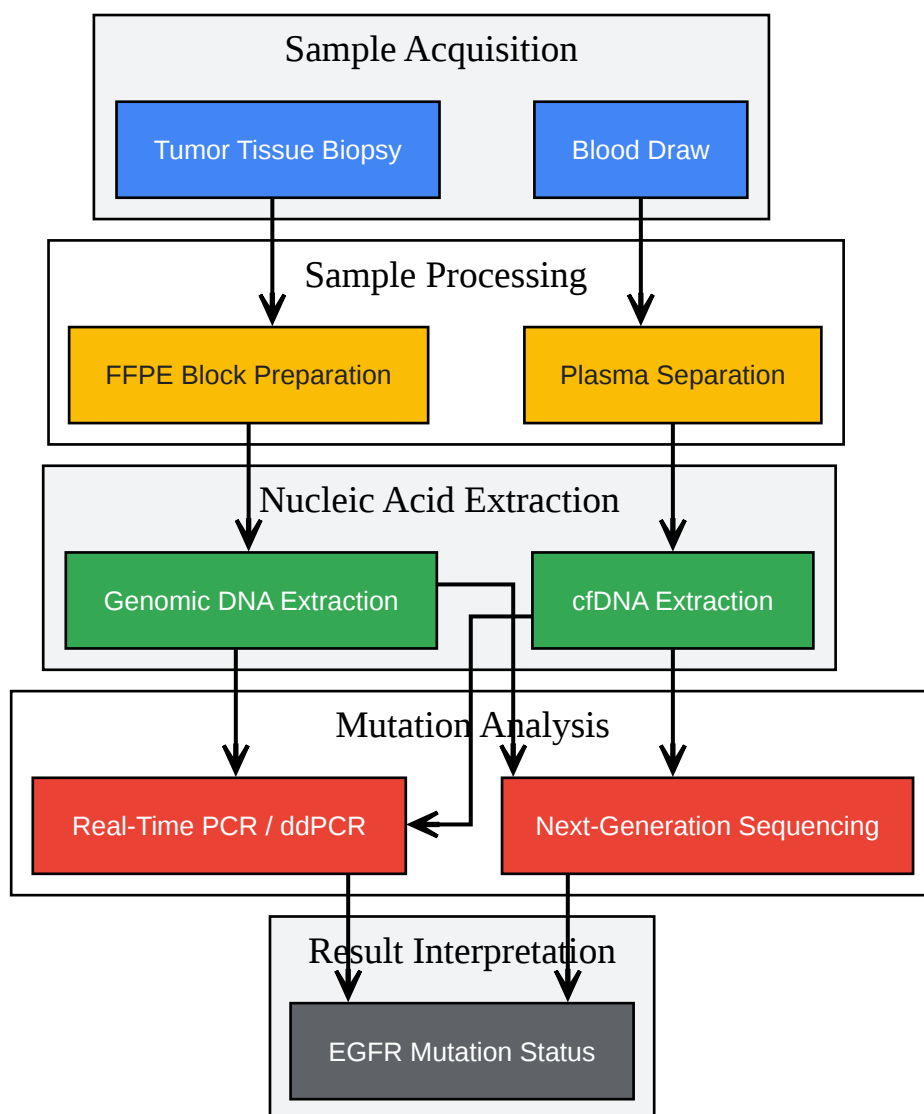 Sample Acquisition
Tumor Tissue Biopsy
Blood Draw
Sample Processing
FFPE Block Preparation
Plasma Separation
Nucleic Acid Extraction
Genomic DNA Extraction
cfDNA Extraction
Mutation Analysis
Real-Time PCR / ddPCR
Next-Generation Sequencing
Result Interpretation
EGFR Mutation Status